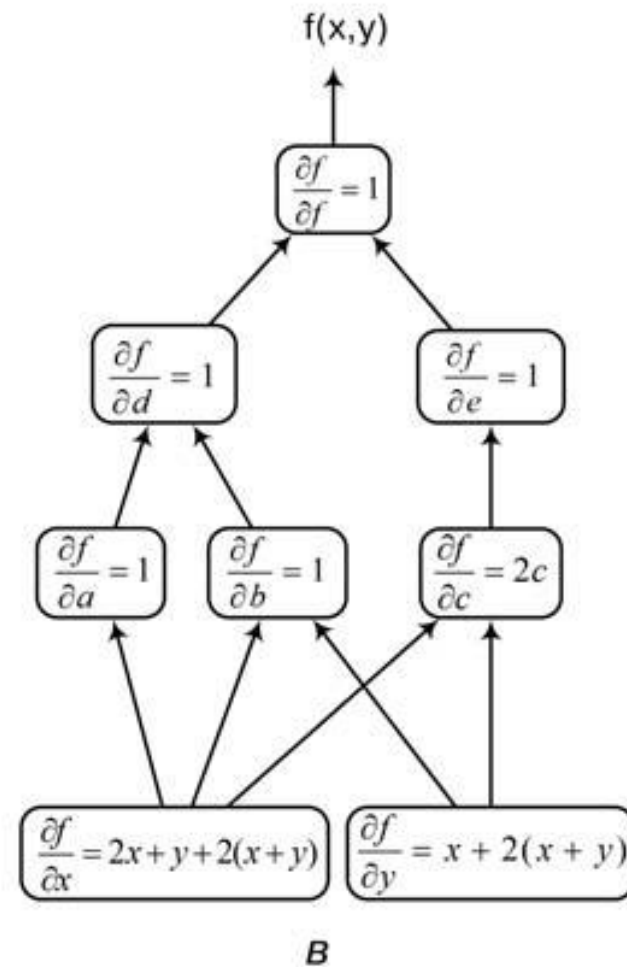 f(x,y)
∂f/∂f = 1
∂f/∂d = 1
∂f/∂e = 1
∂f/∂a = 1
∂f/∂b = 1
∂f/∂c = 2c
∂f/∂x = 2x + y + 2(x + y)
∂f/∂y = x + 2(x + y)
B